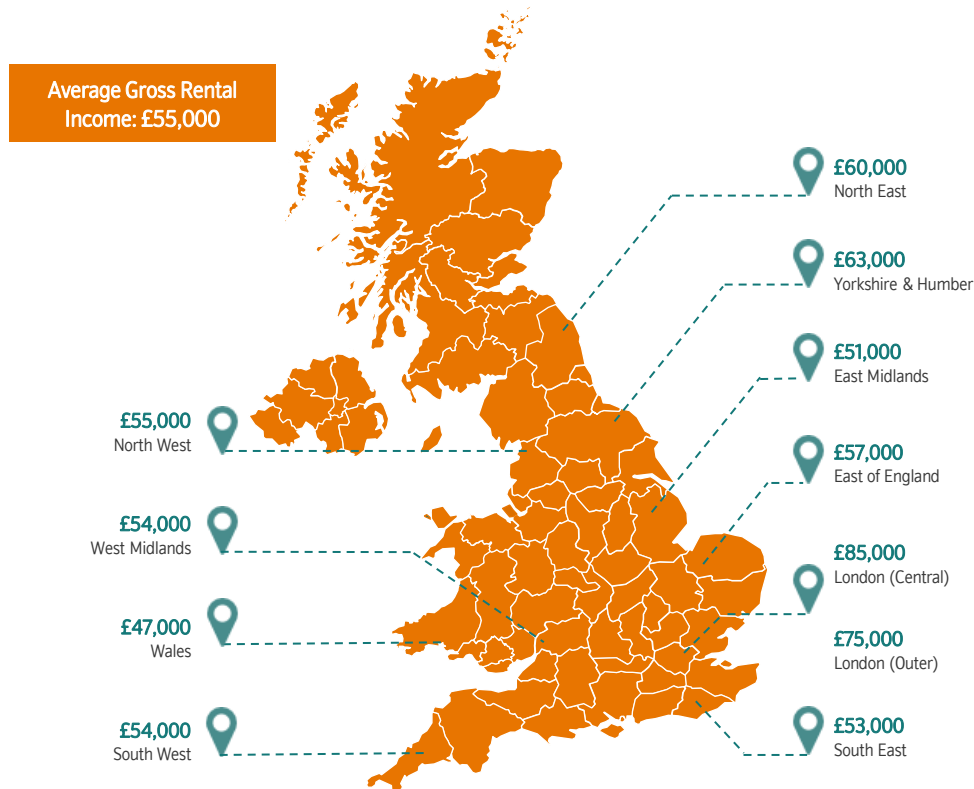 Average Gross Rental
Income: £55,000
£60,000
North East
£63,000
Yorkshire & Humber
£51,000
East Midlands
£57,000
East of England
£85,000
London (Central)
£75,000
London (Outer)
£53,000
South East
£55,000
North West
£54,000
West Midlands
£47,000
Wales
£54,000
South West